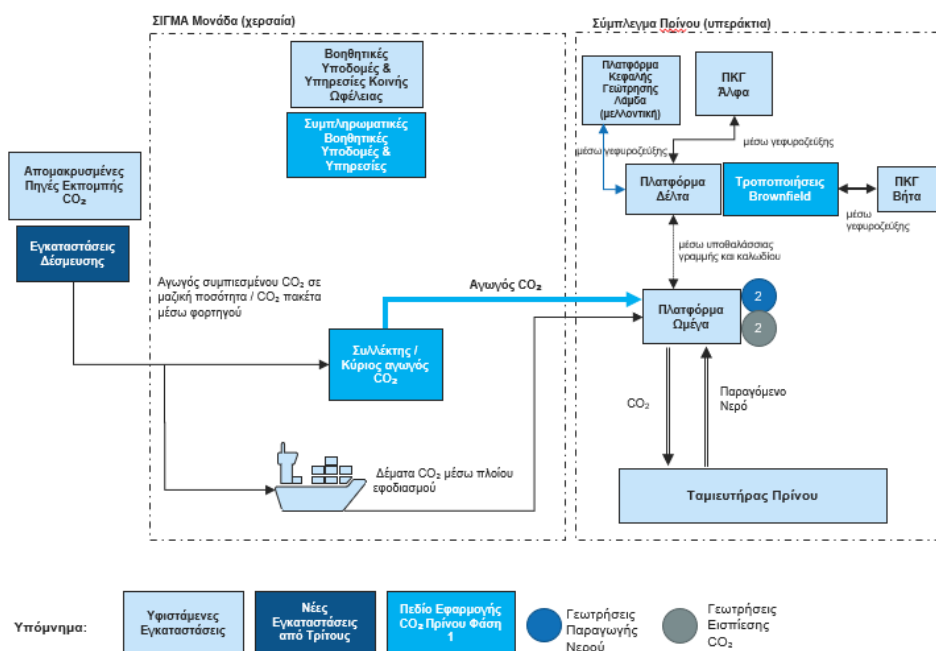 ΣΙΓΜΑ Μονάδα (χερσαία)
Βοηθητικές
Υποδομές &
Υπηρεσίες Κοινής
Ωφέλειας
Συμπληρωματικές
Βοηθητικές
Υποδομές &
Υπηρεσίες
Απομακρυσμένες
Πηγές Εκπομπής
CO₂
Εγκαταστάσεις
Δέσμευσης
Αγωγός συμπιεσμένου CO₂ σε
μαζική ποσότητα / CO₂ πακέτα
μέσω φορτηγού
Αγωγός CO₂
Συλλέκτης /
Κύριος αγωγός
CO₂
Δέματα CO₂ μέσω πλοίου
εφοδιασμού
Σύμπλεγμα Πρίνου (υπεράκτια)
Πλατφόρμα
Κεφαλής
Γεώτρησης
Λάμδα
(μελλοντική)
ΠΚΓ
Άλφα
μέσω γεφυροζεύξης
μέσω γεφυροζεύξης
Πλατφόρμα
Δέλτα
Τροποποιήσεις
Brownfield
ΠΚΓ
Βήτα
μέσω
γεφυροζεύξης
μέσω υποθαλάσσιας
γραμμής και καλωδίου
Πλατφόρμα
Ωμέγα
2
2
CO₂
Παραγόμενο
Νερό
Ταμιευτήρας Πρίνου
Υπόμνημα:
Υφιστάμενες
Εγκαταστάσεις
Νέες
Εγκαταστάσεις
από Τρίτους
Πεδίο Εφαρμογής
CO₂ Πρίνου Φάση
1
Γεωτρήσεις
Παραγωγής
Νερού
Γεωτρήσεις
Εισπίεσης
CO₂